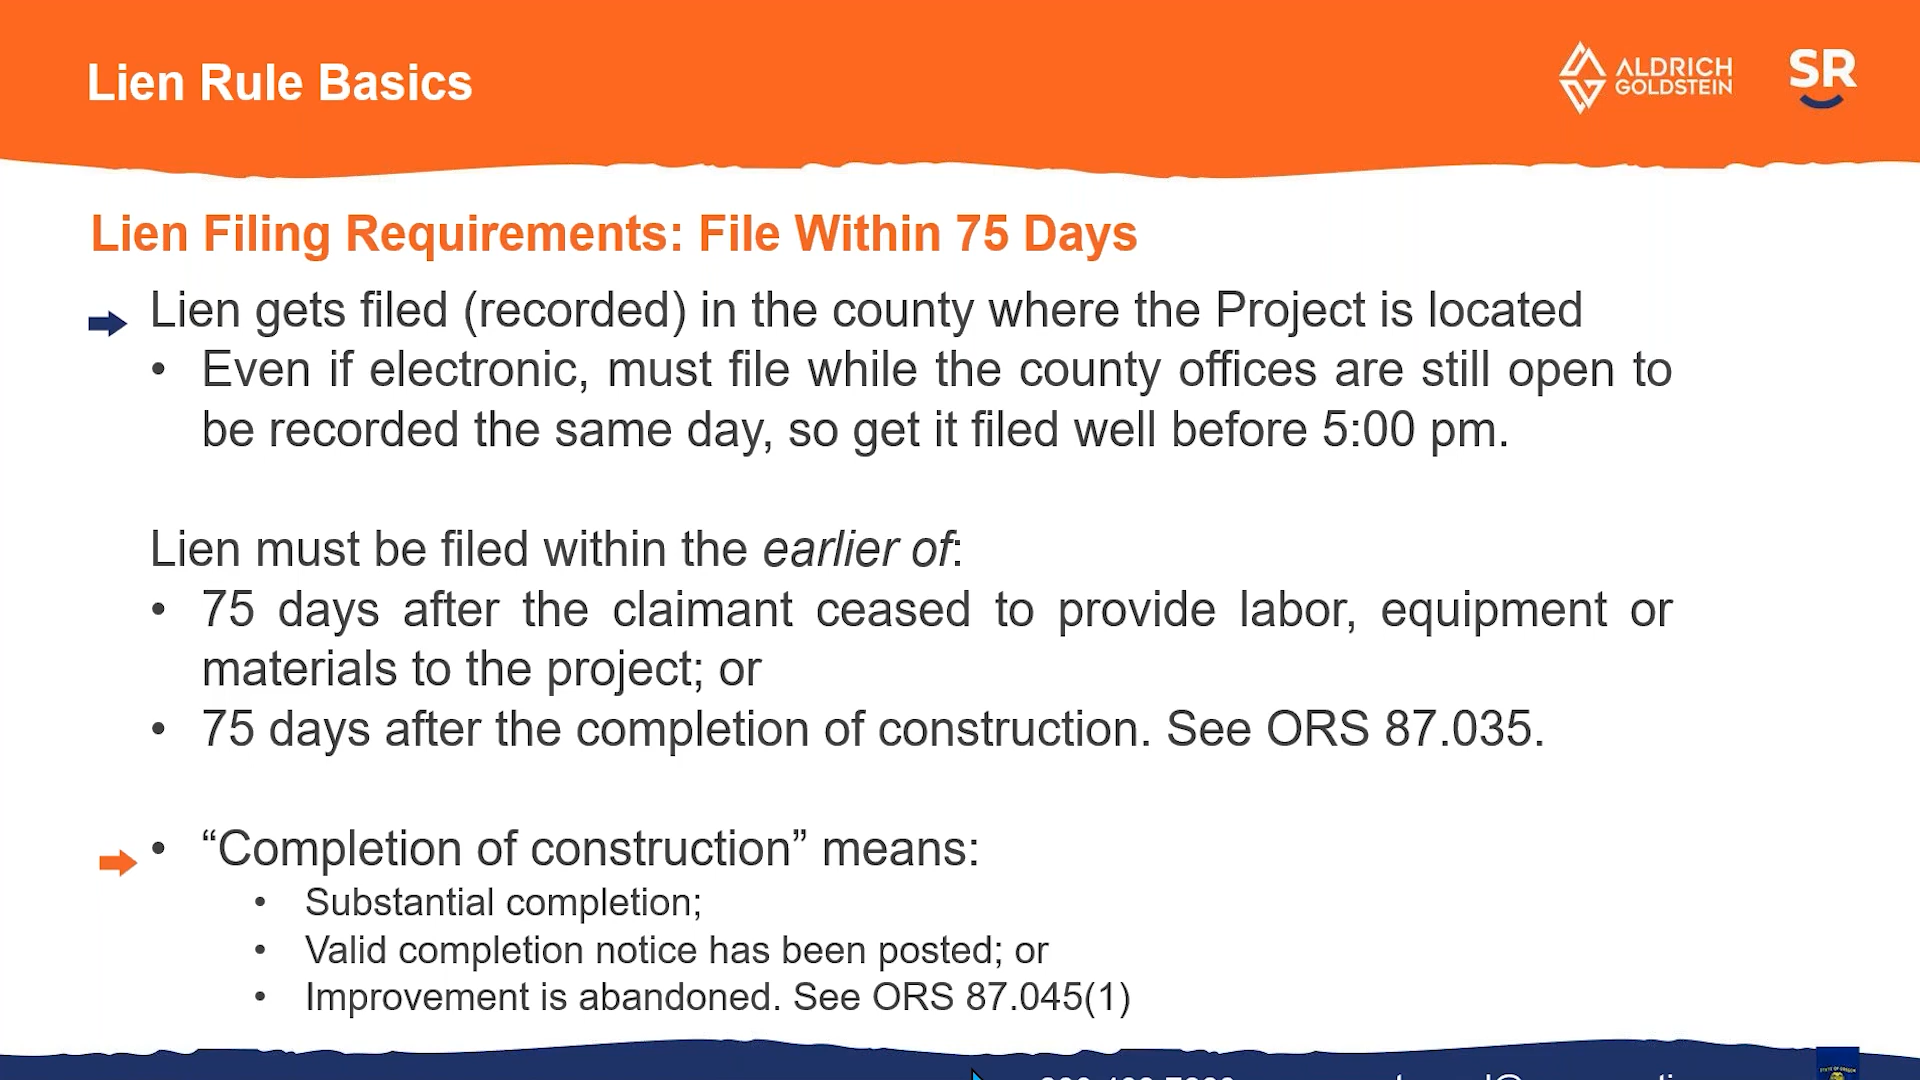 Lien Rule Basics
ALDRICH
GOLDSTEIN
SR
Lien Filing Requirements: File Within 75 Days
Lien gets filed (recorded) in the county where the Project is located
• Even if electronic, must file while the county offices are still open to
be recorded the same day, so get it filed well before 5:00 pm.
Lien must be filed within the earlier of:
• 75 days after the claimant ceased to provide labor, equipment or
materials to the project; or
• 75 days after the completion of construction. See ORS 87.035.
• “Completion of construction” means:
• Substantial completion;
• Valid completion notice has been posted; or
• Improvement is abandoned. See ORS 87.045(1)
STATE OF OREGON